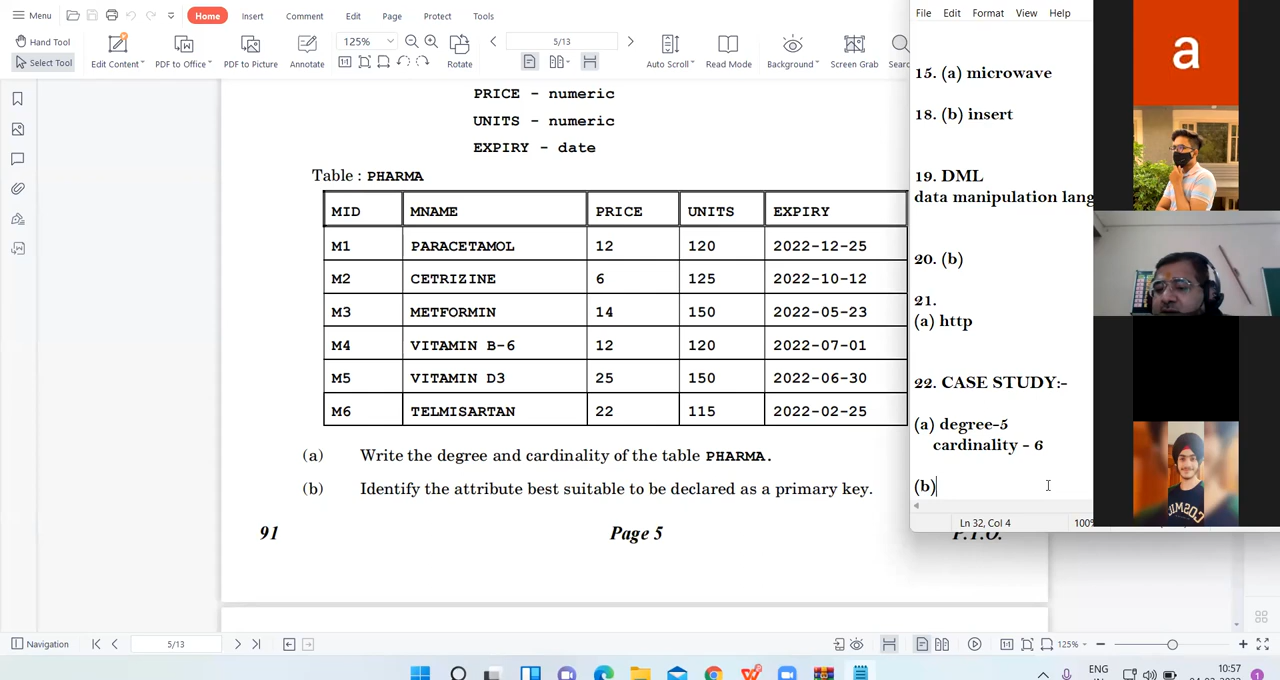 Menu
Home
Insert
Comment
Edit
Page
Protect
Tools
Hand Tool
Select Tool
Edit Content
PDF to Office
PDF to Picture
Annotate
125%
Rotate
5/13
Auto Scroll
Read Mode
Background
Screen Grab
PRICE - numeric
UNITS - numeric
EXPIRY - date
Table : PHARMA
MID MNAME PRICE UNITS EXPIRY
M1 PARACETAMOL 12 120 2022-12-25
M2 CETRIZINE 6 125 2022-10-12
M3 METFORMIN 14 150 2022-05-23
M4 VITAMIN B-6 12 120 2022-07-01
M5 VITAMIN D3 25 150 2022-06-30
M6 TELMISARTAN 22 115 2022-02-25
(a) Write the degree and cardinality of the table PHARMA.
(b) Identify the attribute best suitable to be declared as a primary key.
91 Page 5 P.T.O.
File Edit Format View Help
15. (a) microwave
18. (b) insert
19. DML
data manipulation lang
20. (b)
21.
(a) http
22. CASE STUDY:-
(a) degree-5
cardinality - 6
(b)
Ln 32, Col 4 100%
a
Navigation
5/13
125%
ENG
10:57